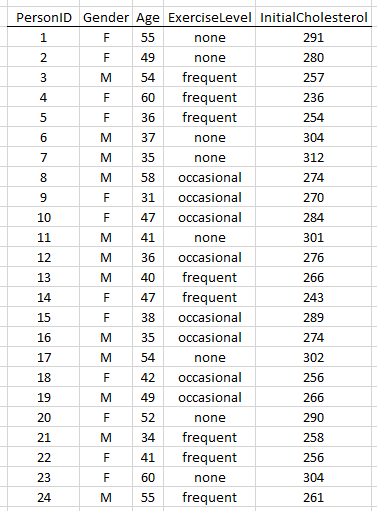 PersonID Gender Age ExerciseLevel InitialCholesterol
1 F 55 none 291
2 F 49 none 280
3 M 54 frequent 257
4 F 60 frequent 236
5 F 36 frequent 254
6 M 37 none 304
7 M 35 none 312
8 M 58 occasional 274
9 F 31 occasional 270
10 F 47 occasional 284
11 M 41 none 301
12 M 36 occasional 276
13 M 40 frequent 266
14 F 47 frequent 243
15 F 38 occasional 289
16 M 35 occasional 274
17 M 54 none 302
18 F 42 occasional 256
19 M 49 occasional 266
20 F 52 none 290
21 M 34 frequent 258
22 F 41 frequent 256
23 F 60 none 304
24 M 55 frequent 261